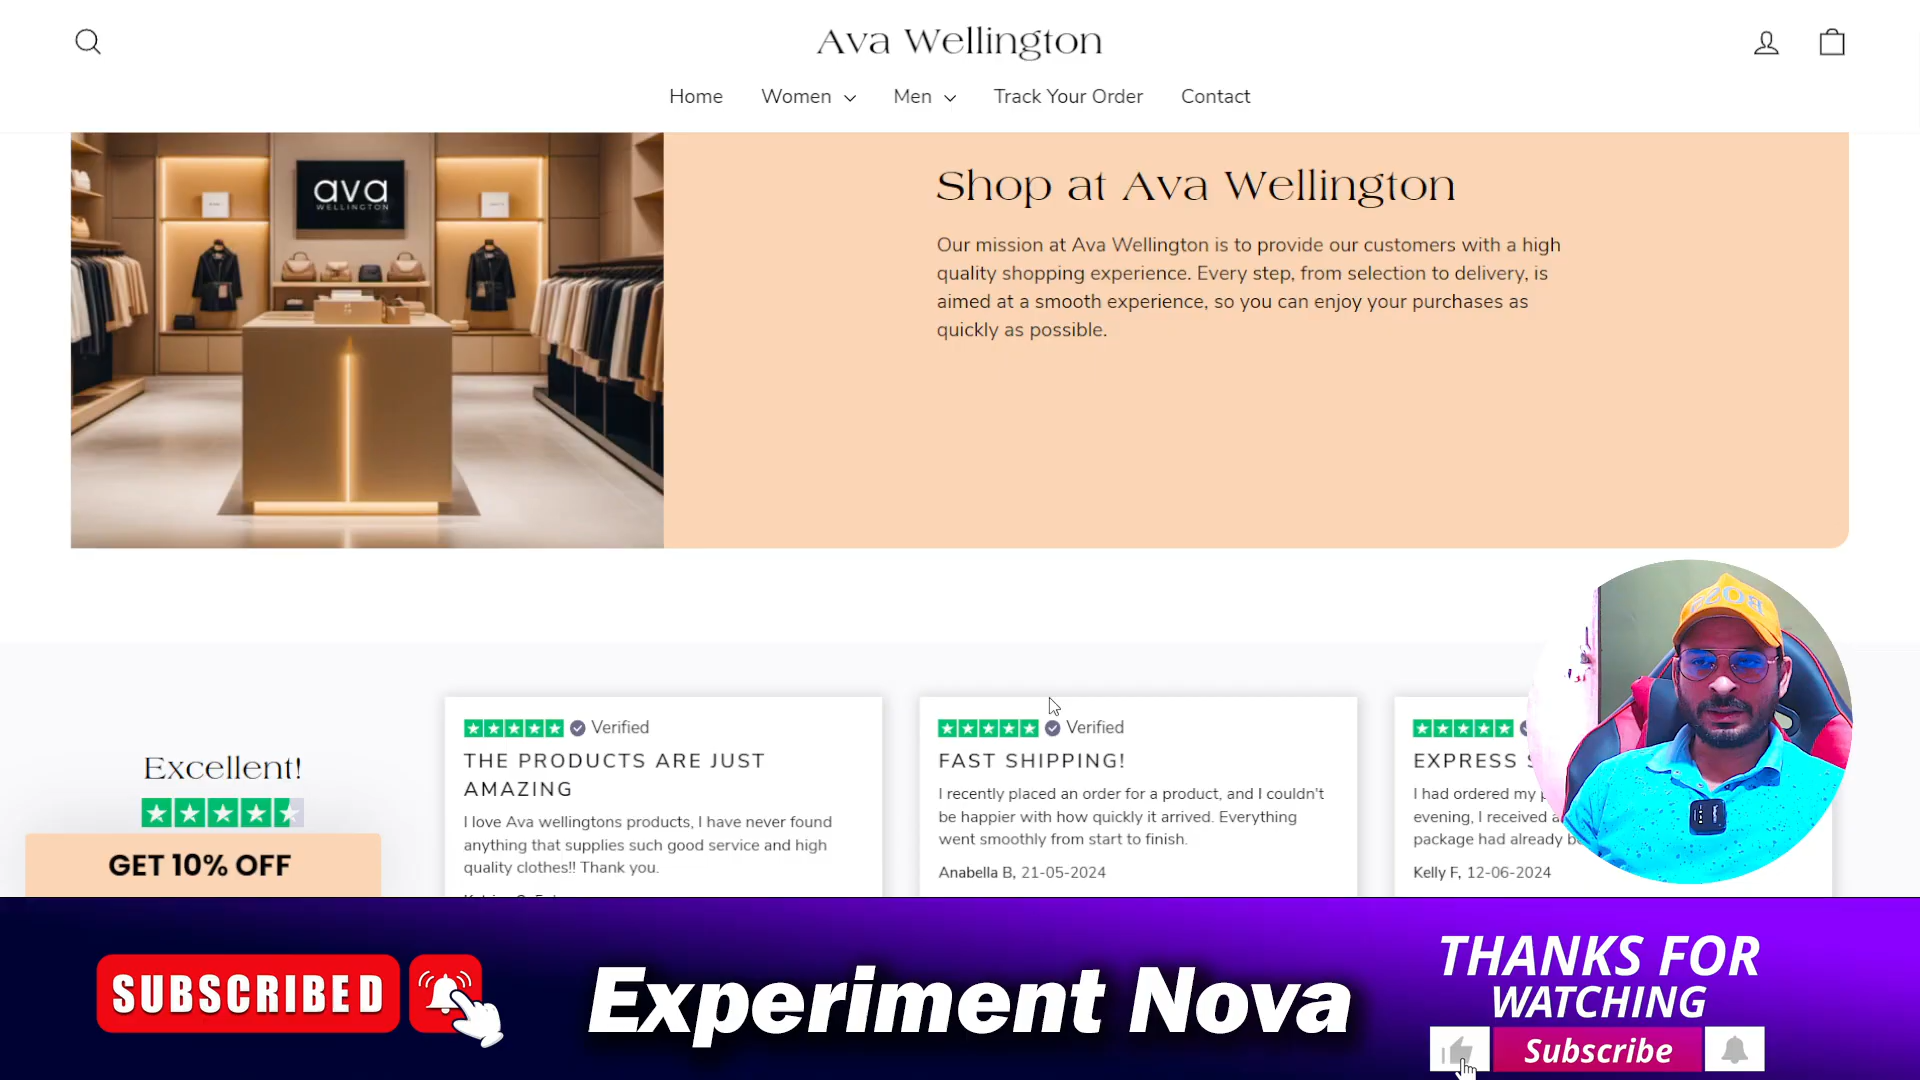 Ava Wellington
Home
Women
Men
Track Your Order
Contact
ava
WELLINGTON
Shop at Ava Wellington
Our mission at Ava Wellington is to provide our customers with a high
quality shopping experience. Every step, from selection to delivery, is
aimed at a smooth experience, so you can enjoy your purchases as
quickly as possible.
Excellent!
GET 10% OFF
Verified
THE PRODUCTS ARE JUST
AMAZING
I love Ava wellingtons products, I have never found
anything that supplies such good service and high
quality clothes!! Thank you.
Verified
FAST SHIPPING!
I recently placed an order for a product, and I couldn't
be happier with how quickly it arrived. Everything
went smoothly from start to finish.
Anabella B, 21-05-2024
EXPRESS
I had ordered my
evening, I received a
package had already
Kelly F, 12-06-2024
SUBSCRIBED
Experiment Nova
THANKS FOR
WATCHING
Subscribe